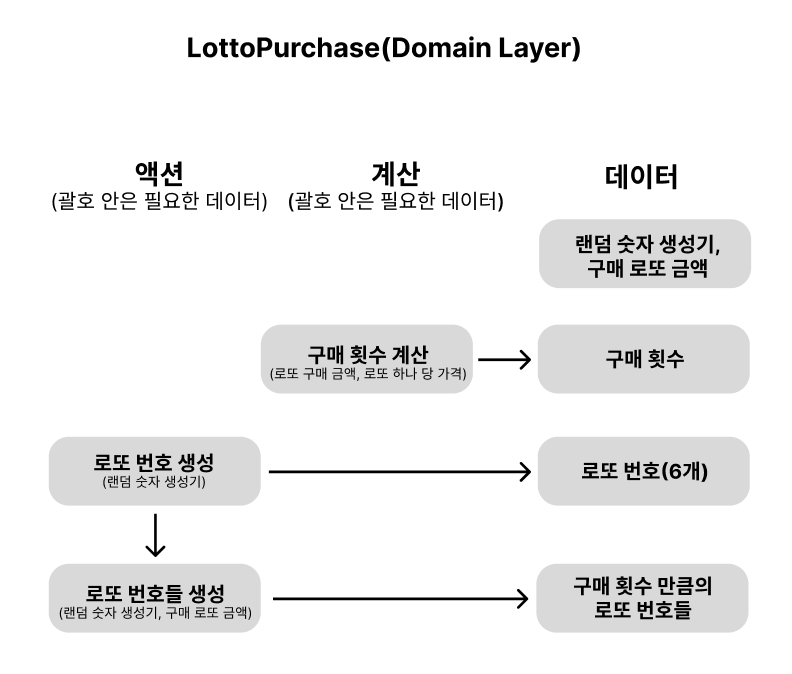 LottoPurchase(Domain Layer)
액션
(괄호 안은 필요한 데이터)
계산
(괄호 안은 필요한 데이터)
데이터
랜덤 숫자 생성기,
구매 로또 금액
구매 횟수 계산
(로또 구매 금액, 로또 하나 당 가격)
구매 횟수
로또 번호 생성
(랜덤 숫자 생성기)
로또 번호(6개)
로또 번호들 생성
(랜덤 숫자 생성기, 구매 로또 금액)
구매 횟수 만큼의
로또 번호들